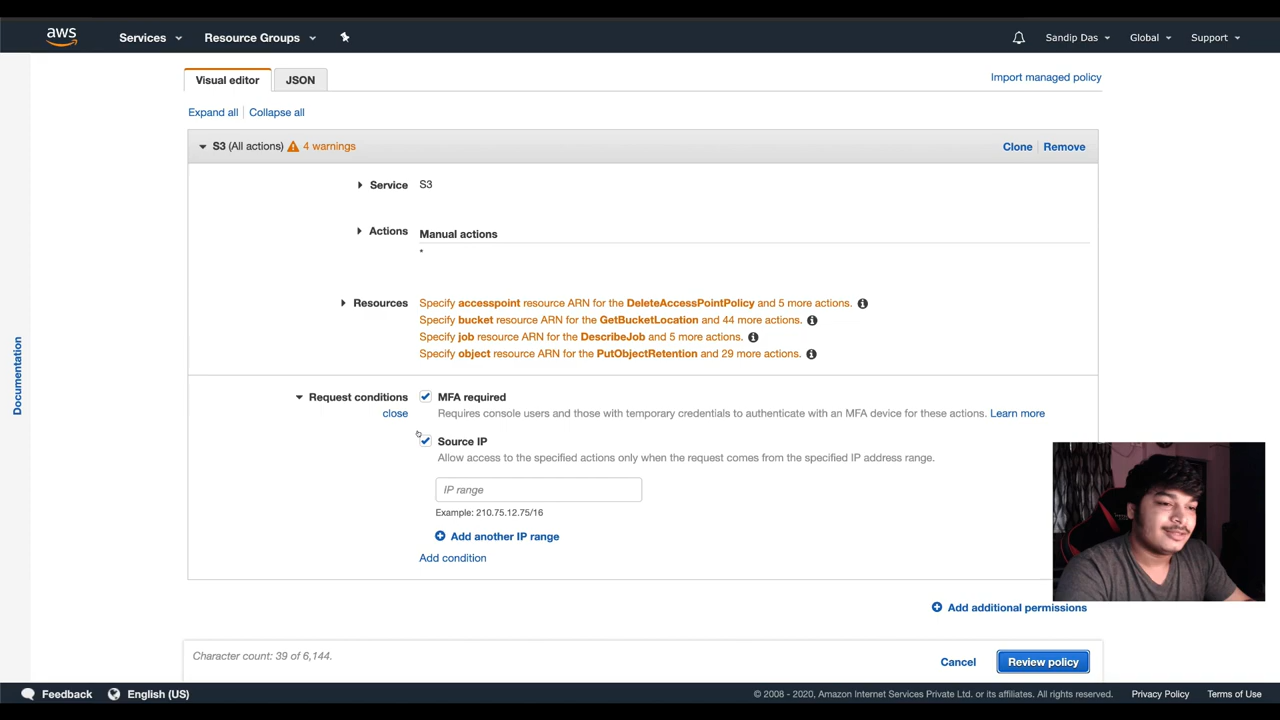 aws
Services
Resource Groups
Sandip Das
Global
Support
Visual editor
JSON
Import managed policy
Expand all
Collapse all
S3 (All actions) 4 warnings
Clone
Remove
Service
S3
Actions
Manual actions
*
Resources
Specify accesspoint resource ARN for the DeleteAccessPointPolicy and 5 more actions.
Specify bucket resource ARN for the GetBucketLocation and 44 more actions.
Specify job resource ARN for the DescribeJob and 5 more actions.
Specify object resource ARN for the PutObjectRetention and 29 more actions.
Request conditions
close
MFA required
Requires console users and those with temporary credentials to authenticate with an MFA device for these actions. Learn more
Source IP
Allow access to the specified actions only when the request comes from the specified IP address range.
IP range
Example: 210.75.12.75/16
Add another IP range
Add condition
Documentation
Add additional permissions
Character count: 39 of 6,144.
Cancel
Review policy
Feedback
English (US)
© 2008 - 2020, Amazon Internet Services Private Ltd. or its affiliates. All rights reserved.
Privacy Policy
Terms of Use